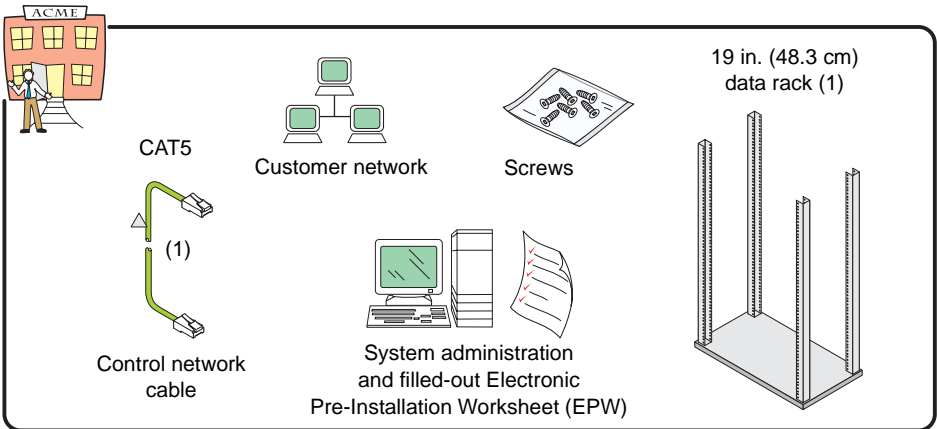 ACME
19 in. (48.3 cm)
data rack (1)
CAT5
Customer network
Screws
(1)
Control network
cable
System administration
and filled-out Electronic
Pre-Installation Worksheet (EPW)